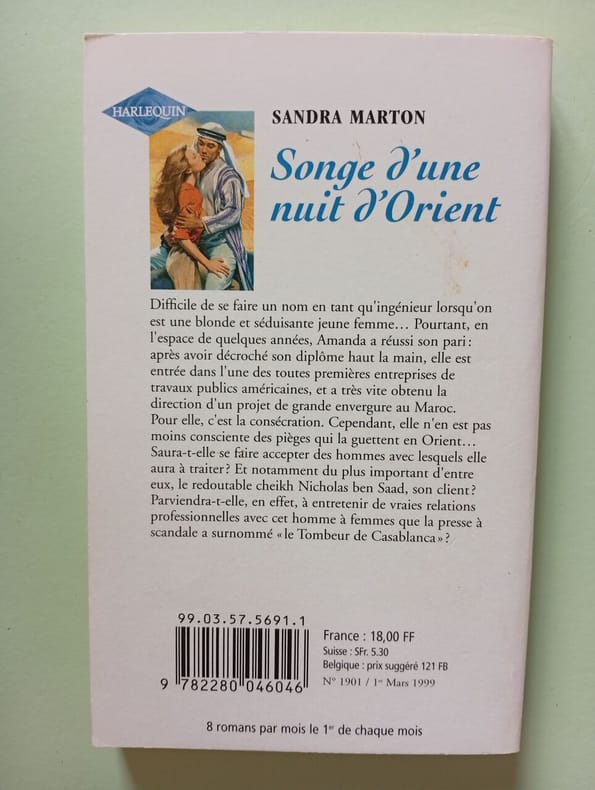 HARLEQUIN
SANDRA MARTON
Songe d'une
nuit d'Orient
Difficile de se faire un nom en tant qu'ingénieur lorsqu'on
est une blonde et séduisante jeune femme... Pourtant, en
l'espace de quelques années, Amanda a réussi son pari :
après avoir décroché son diplôme haut la main, elle est
entrée dans l'une des toutes premières entreprises de
travaux publics américaines, et a très vite obtenu la
direction d'un projet de grande envergure au Maroc.
Pour elle, c'est la consécration. Cependant, elle n'en est pas
moins consciente des pièges qui la guettent en Orient...
Saura-t-elle se faire accepter des hommes avec lesquels elle
aura à traiter ? Et notamment du plus important d'entre
eux, le redoutable cheikh Nicholas ben Saad, son client ?
Parviendra-t-elle, en effet, à entretenir de vraies relations
professionnelles avec cet homme à femmes que la presse à
scandale a surnommé « le Tombeur de Casablanca » ?
99.03.57.5691.1
9 782280 046046
France : 18,00 FF
Suisse : SFr. 5.30
Belgique : prix suggéré 121 FB
N° 1901 / 1er Mars 1999
8 romans par mois le 1er de chaque mois